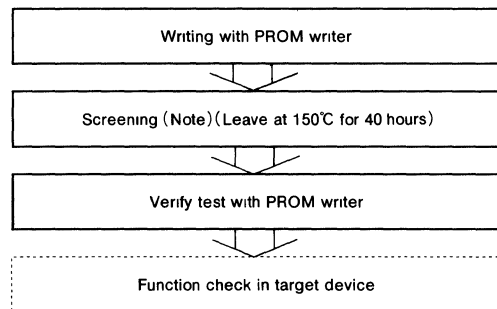 Writing with PROM writer
Screening (Note) (Leave at 150℃ for 40 hours)
Verify test with PROM writer
Function check in target device